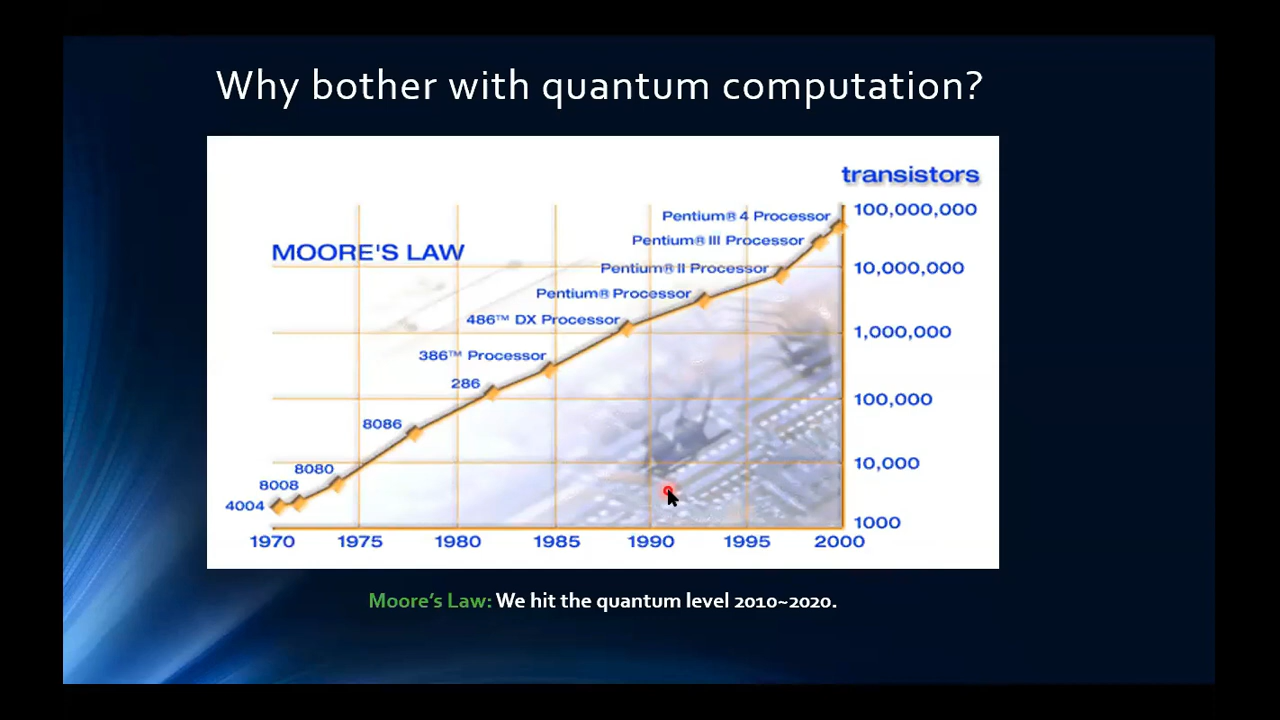 Why bother with quantum computation?
transistors
100,000,000
Pentium® 4 Processor
Pentium® III Processor
MOORE'S LAW
Pentium® II Processor
10,000,000
Pentium® Processor
486™ DX Processor
1,000,000
386™ Processor
286
100,000
8086
8080
10,000
8008
4004
1000
1970 1975 1980 1985 1990 1995 2000
Moore's Law: We hit the quantum level 2010~2020.